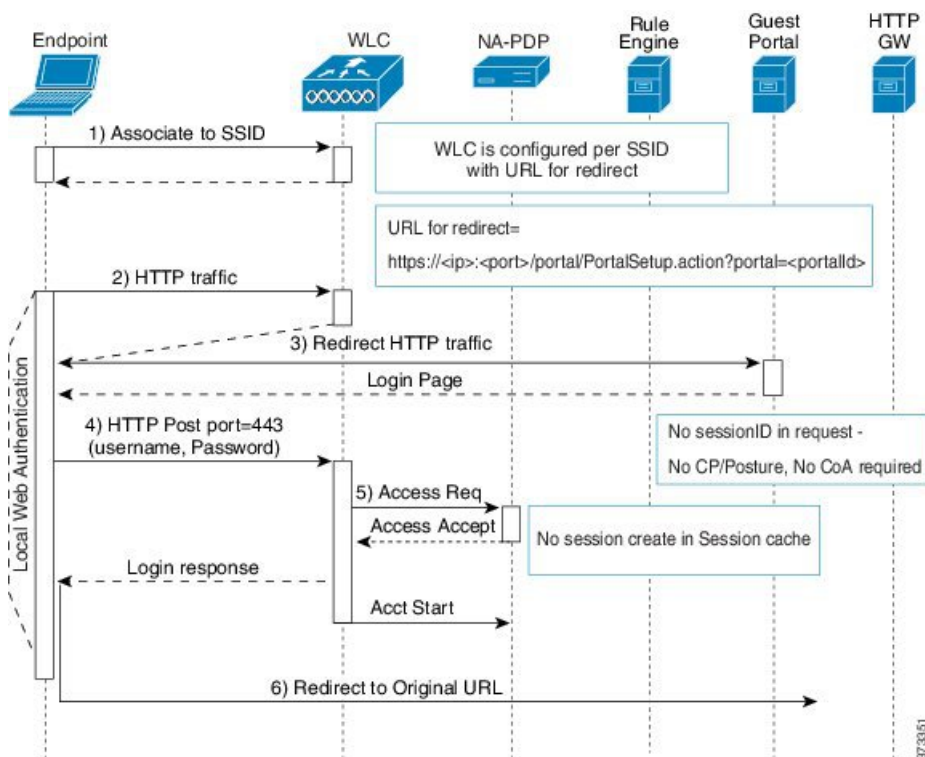 Endpoint
WLC
NA-PDP
Rule
Engine
Guest
Portal
HTTP
GW
1) Associate to SSID
WLC is configured per SSID
with URL for redirect
URL for redirect=
https://<ip>:<port>/portal/PortalSetup.action?portal=<portalId>
2) HTTP traffic
3) Redirect HTTP traffic
Login Page
Local Web Authentication
4) HTTP Post port=443
(username, Password)
No sessionID in request -
No CP/Posture, No CoA required
5) Access Req
Access Accept
No session create in Session cache
Login response
Acct Start
6) Redirect to Original URL
373351